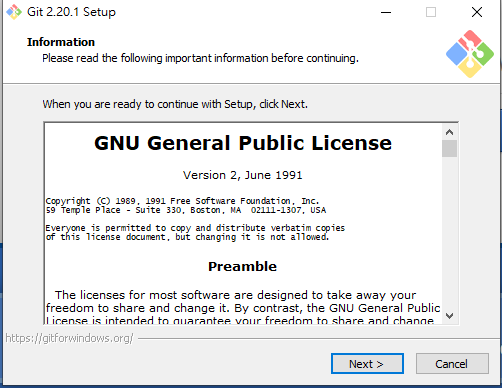 Git 2.20.1 Setup
Information
Please read the following important information before continuing.
When you are ready to continue with Setup, click Next.
GNU General Public License
Version 2, June 1991
Copyright (C) 1989, 1991 Free Software Foundation, Inc.
59 Temple Place - Suite 330, Boston, MA  02111-1307, USA
Everyone is permitted to copy and distribute verbatim copies
of this license document, but changing it is not allowed.
Preamble
The licenses for most software are designed to take away your
freedom to share and change it. By contrast, the GNU General Public
License is intended to guarantee your freedom to share and change
https://gitforwindows.org/
Next >
Cancel